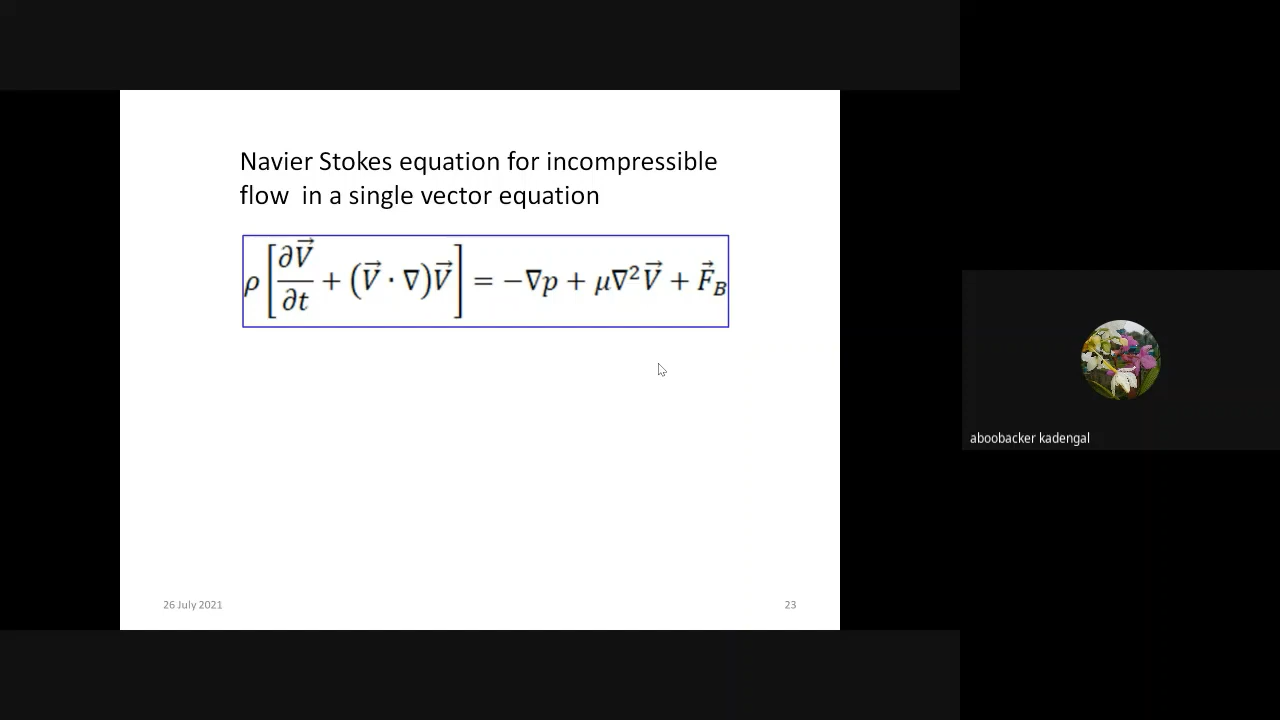 Navier Stokes equation for incompressible
flow in a single vector equation
ρ[∂V⃗/∂t + (V⃗ · ∇)V⃗] = −∇p + μ∇²V⃗ + F⃗_B
aboobacker kadengal
26 July 2021
23